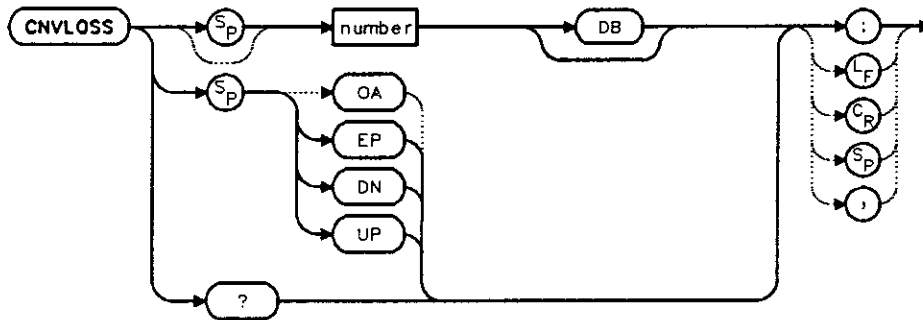 CNVLOSS SP number DB ;
SP OA LF
EP CR
DN SP
UP ,
?